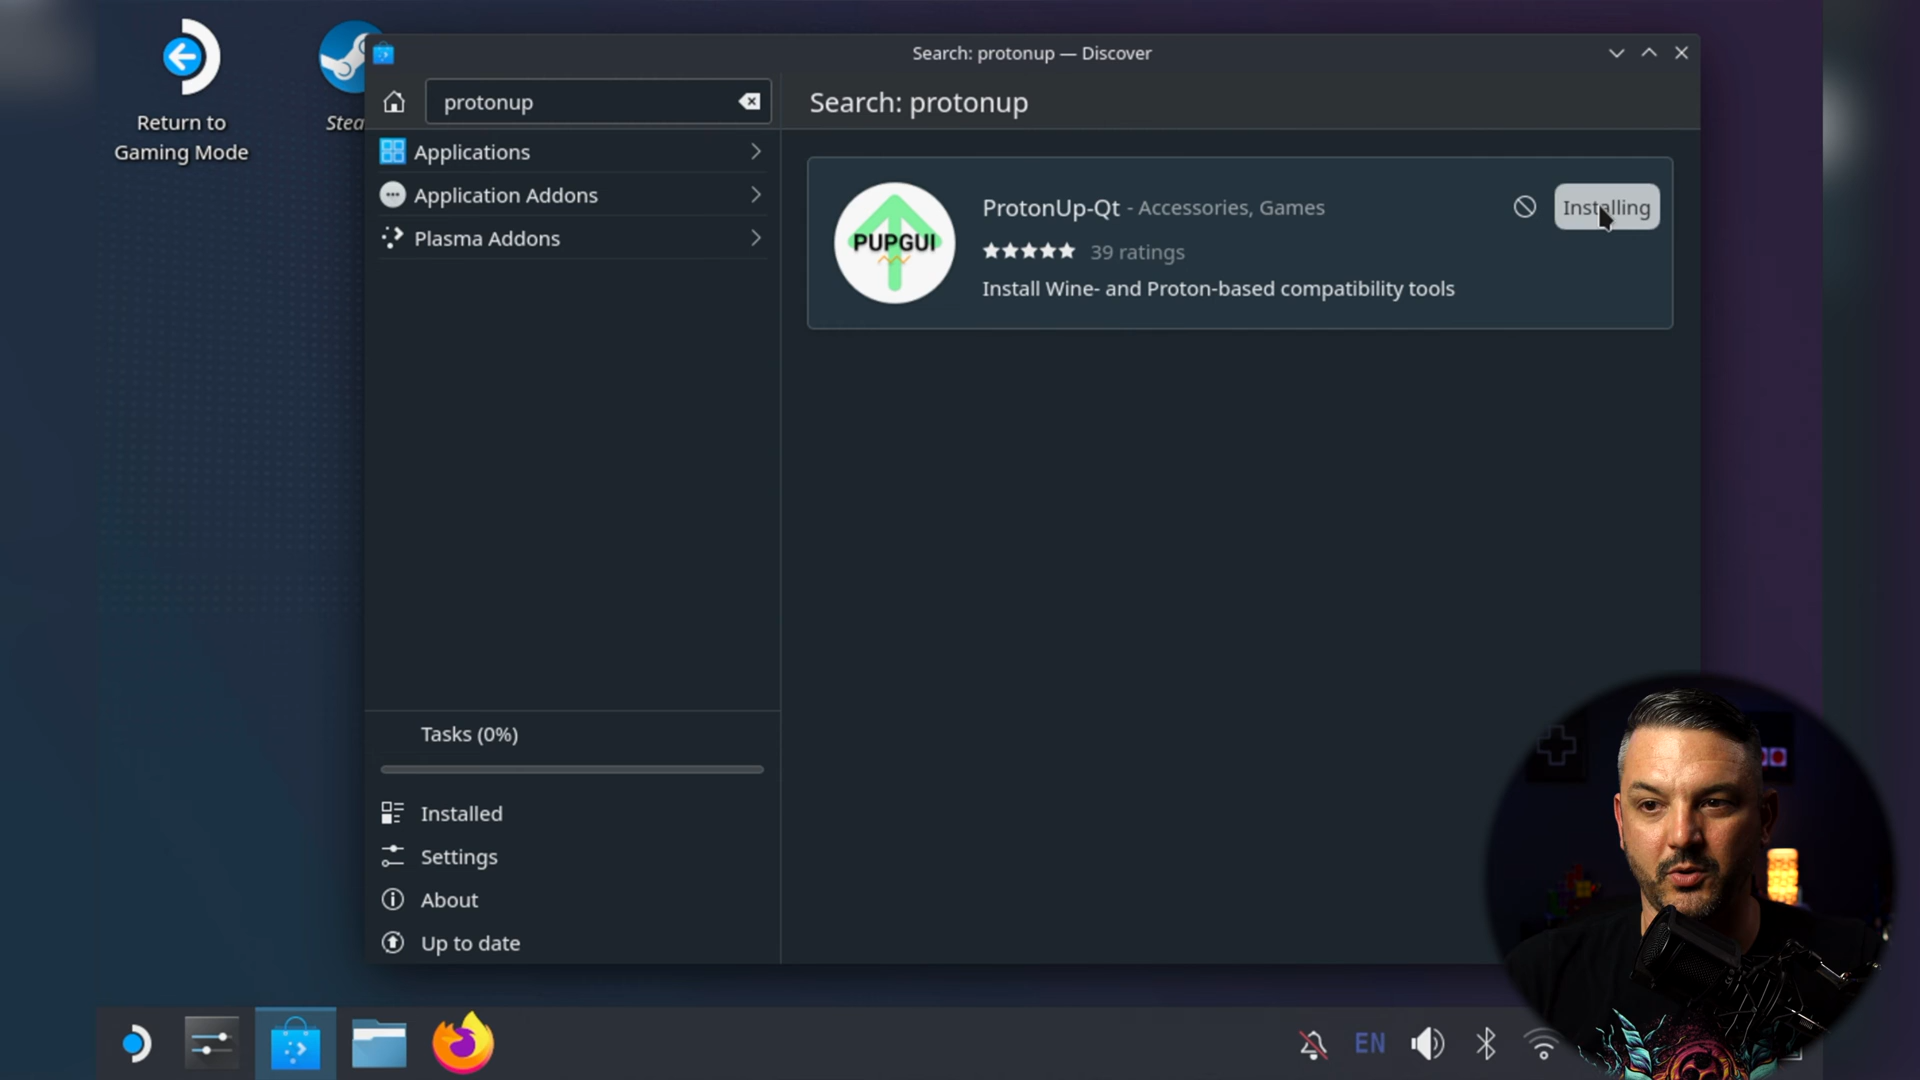 Return to
Gaming Mode
Stea
Search: protonup — Discover
protonup
Search: protonup
Applications
Application Addons
Plasma Addons
PUPGUI
ProtonUp-Qt - Accessories, Games
Installing
39 ratings
Install Wine- and Proton-based compatibility tools
Tasks (0%)
Installed
Settings
About
Up to date
EN